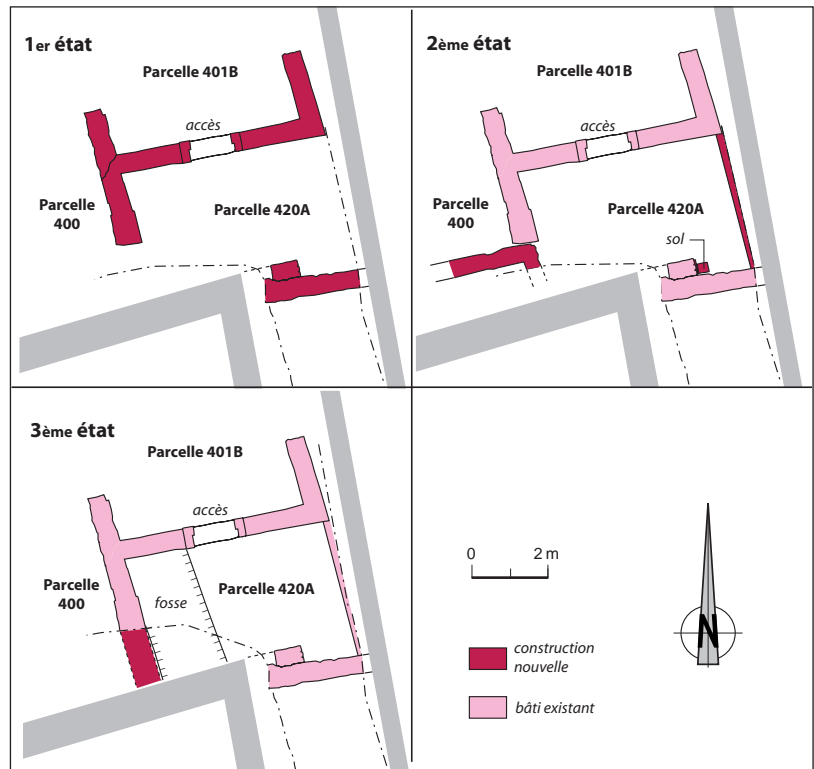 1er état
Parcelle 401B
accès
Parcelle
400
Parcelle 420A
2ème état
Parcelle 401B
accès
Parcelle
400
Parcelle 420A
sol
3ème état
Parcelle 401B
accès
Parcelle
400
fosse
Parcelle 420A
0 2 m
N
construction
nouvelle
bâti existant